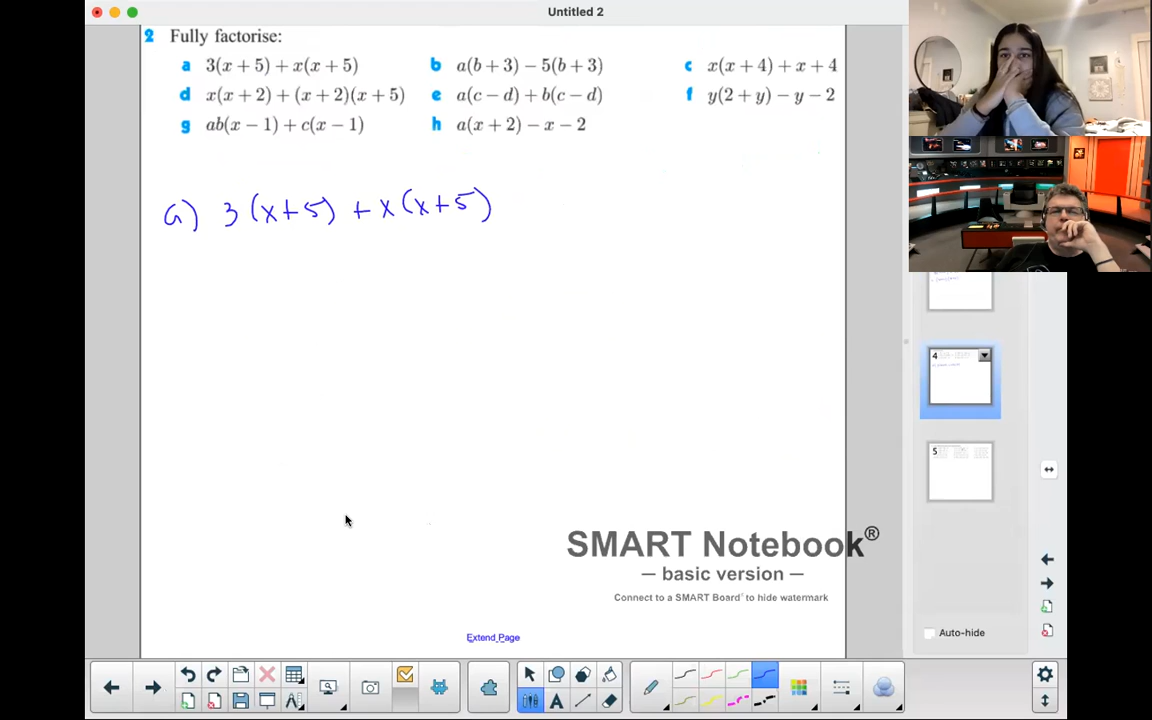 Untitled 2
2 Fully factorise:
a 3(x + 5) + x(x + 5) b a(b + 3) − 5(b + 3) c x(x + 4) + x + 4
d x(x + 2) + (x + 2)(x + 5) e a(c − d) + b(c − d) f y(2 + y) − y − 2
g ab(x − 1) + c(x − 1) h a(x + 2) − x − 2
a) 3 (x+5) + x (x+5)
4
5
SMART Notebook®
— basic version —
Connect to a SMART Board® to hide watermark
Extend Page
Auto-hide